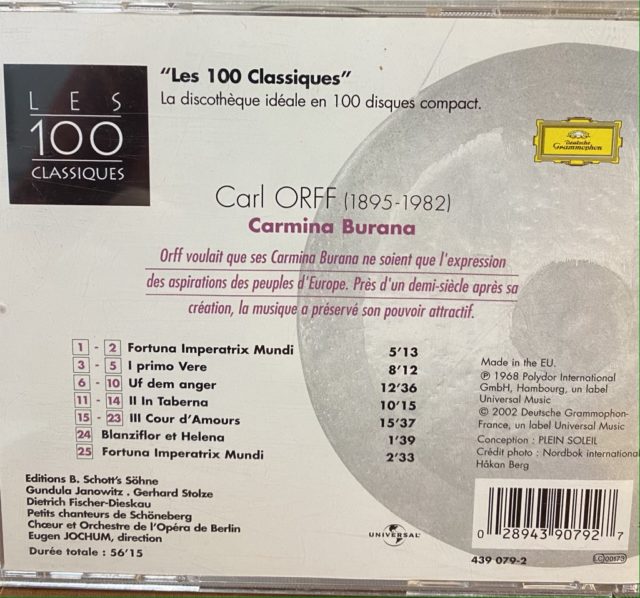 LES
100
CLASSIQUES
"Les 100 Classiques"
La discothèque idéale en 100 disques compact.
Deutsche
Grammophon
Carl ORFF (1895-1982)
Carmina Burana
Orff voulait que ses Carmina Burana ne soient que l'expression
des aspirations des peuples d'Europe. Près d'un demi-siècle après sa
création, la musique a préservé son pouvoir attractif.
1 - 2 Fortuna Imperatrix Mundi 5'13
3 - 5 I primo Vere 8'12
6 - 10 Uf dem anger 12'36
11 - 14 II In Taberna 10'15
15 - 23 III Cour d'Amours 15'37
24 Blanziflor et Helena 1'39
25 Fortuna Imperatrix Mundi 2'33
Made in the EU.
℗ 1968 Polydor International
GmbH, Hambourg, un label
Universal Music
© 2002 Deutsche Grammophon-
France, un label Universal Music
Conception : PLEIN SOLEIL
Crédit photo : Nordbok international
Håkan Berg
Editions B. Schott's Söhne
Gundula Janowitz . Gerhard Stolze
Dietrich Fischer-Dieskau
Petits chanteurs de Schöneberg
Chœur et Orchestre de l'Opéra de Berlin
Eugen JOCHUM, direction
Durée totale : 56'15
UNIVERSAL
0 28943 90792 7
439 079-2
LC 00173